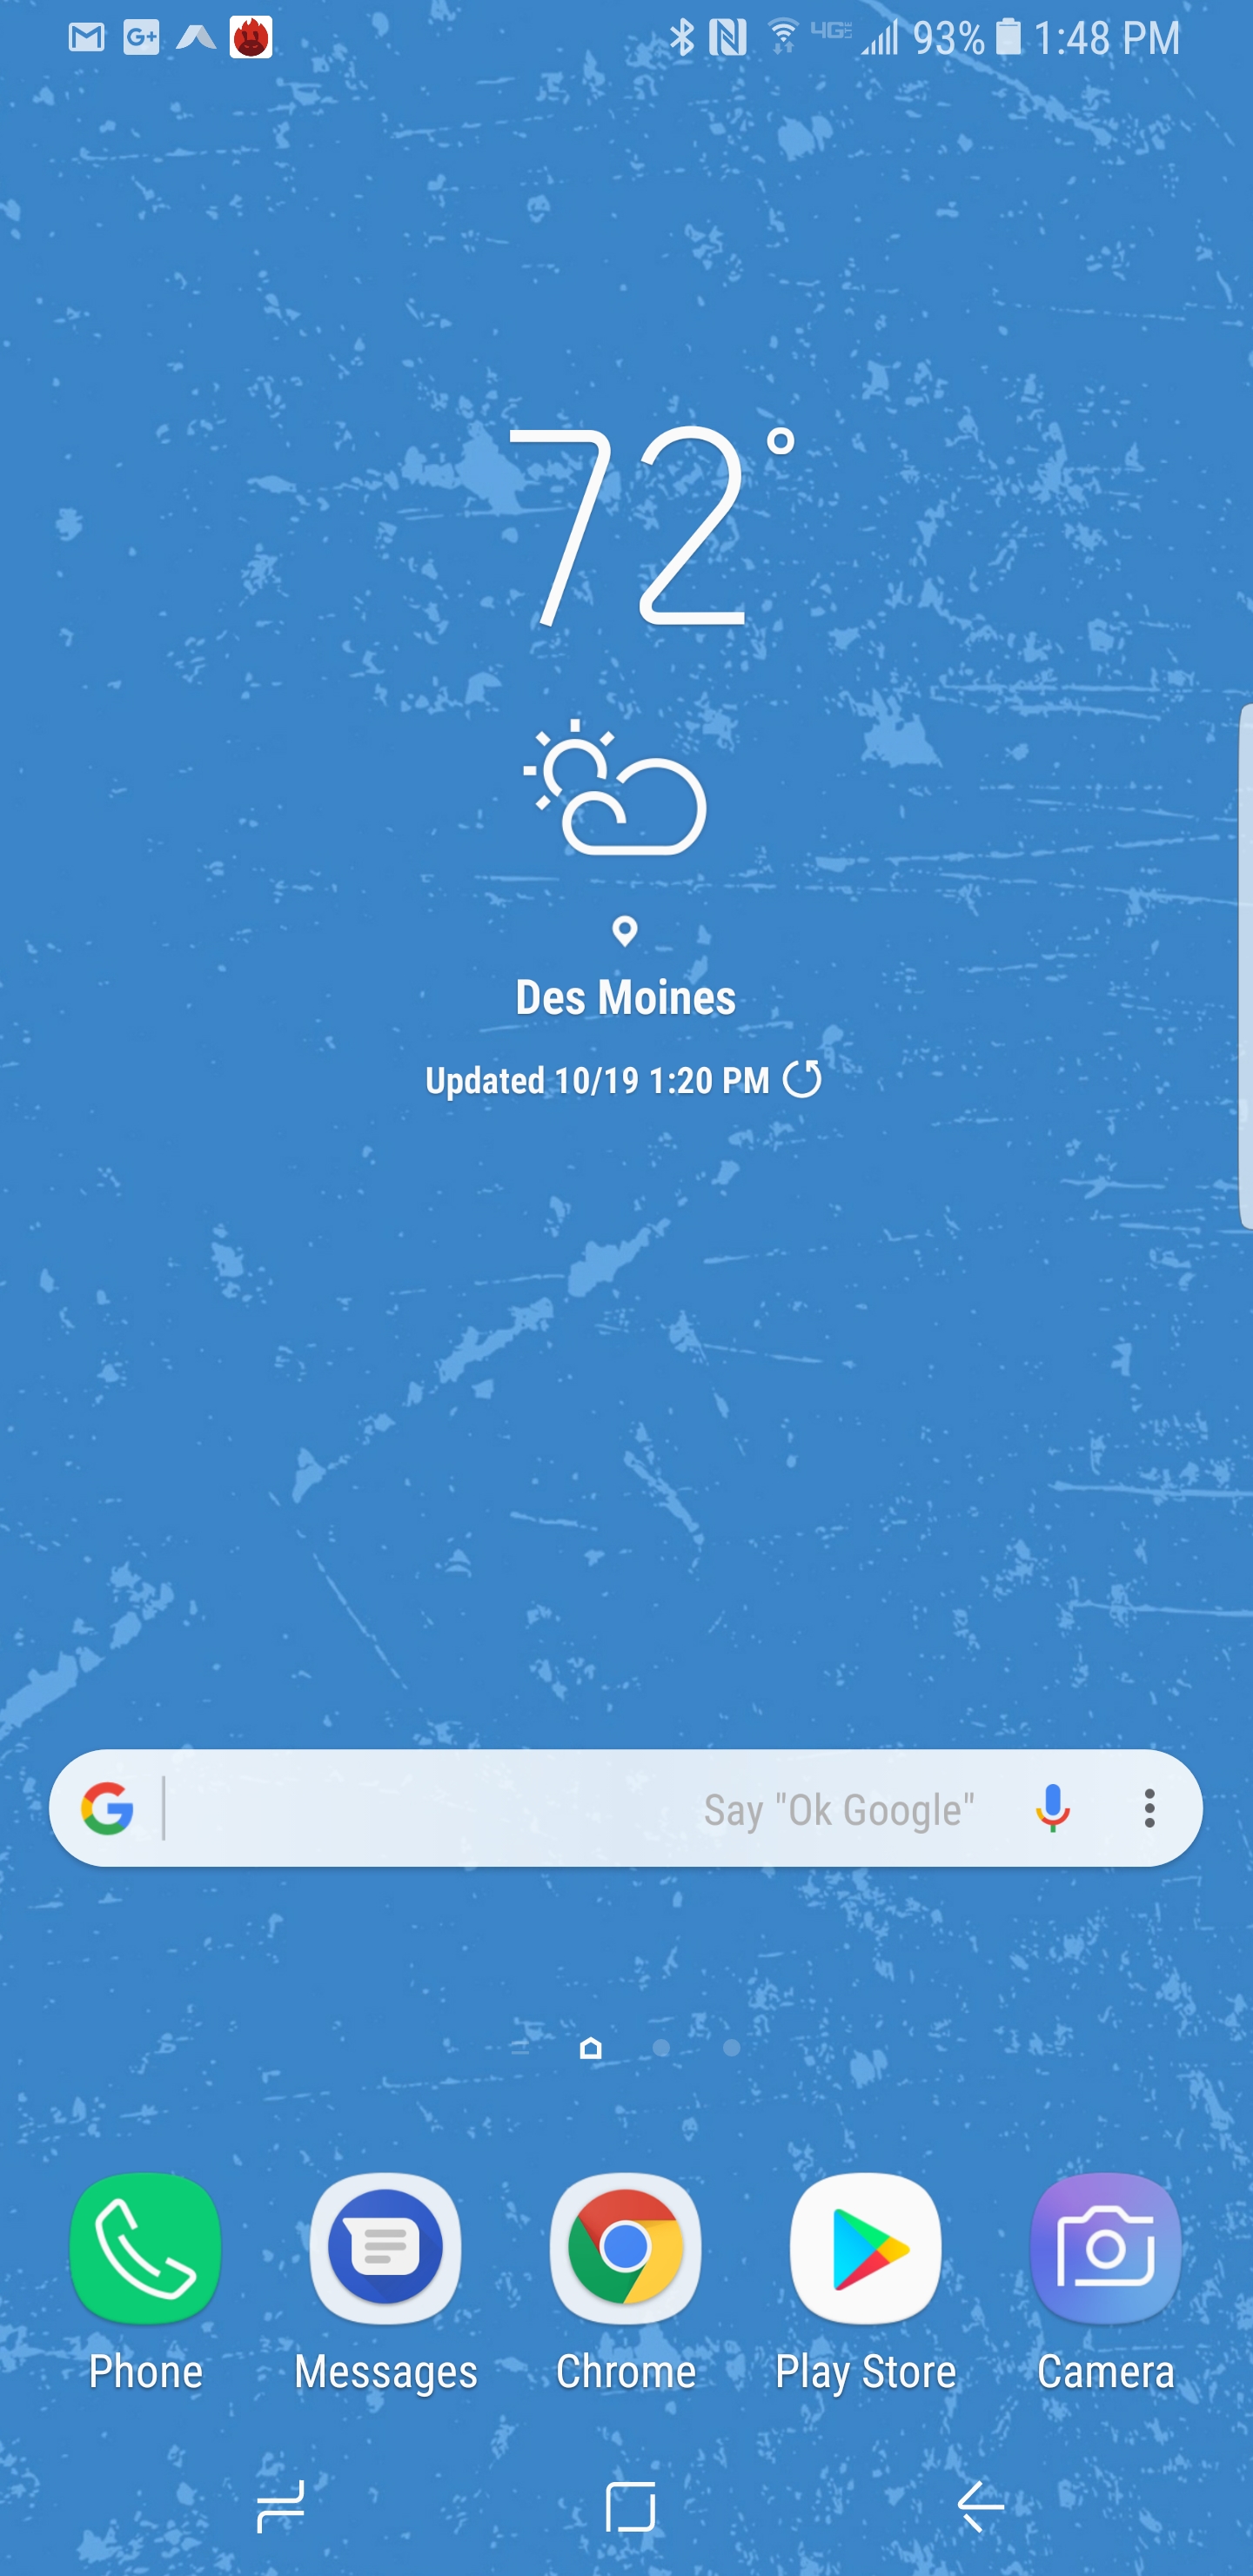 G+ 4G LTE 93% 1:48 PM
72°
Des Moines
Updated 10/19 1:20 PM
G Say "Ok Google"
Phone Messages Chrome Play Store Camera